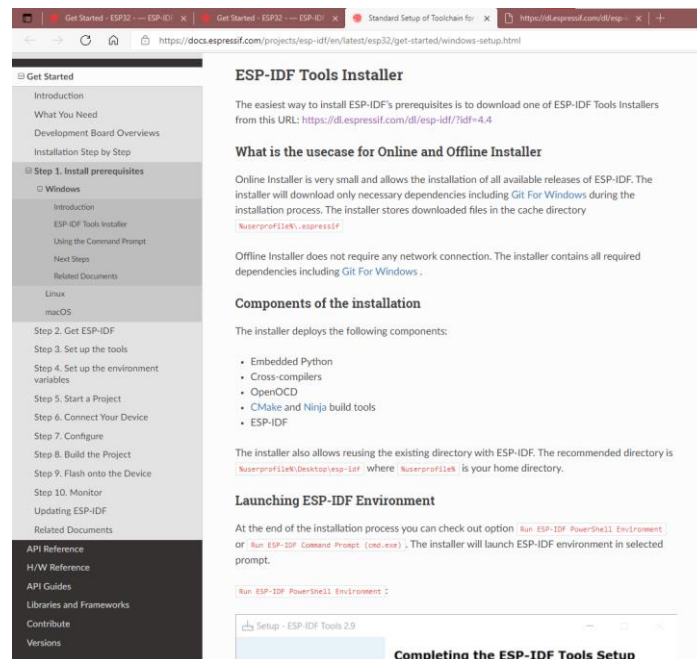 Get Started - ESP32 - — ESP-IDF
Get Started - ESP32 - — ESP-IDF
Standard Setup of Toolchain for
https://dl.espressif.com/dl/esp-i
https://docs.espressif.com/projects/esp-idf/en/latest/esp32/get-started/windows-setup.html
Get Started
Introduction
What You Need
Development Board Overviews
Installation Step by Step
Step 1. Install prerequisites
Windows
Introduction
ESP-IDF Tools Installer
Using the Command Prompt
Next Steps
Related Documents
Linux
macOS
Step 2. Get ESP-IDF
Step 3. Set up the tools
Step 4. Set up the environment
variables
Step 5. Start a Project
Step 6. Connect Your Device
Step 7. Configure
Step 8. Build the Project
Step 9. Flash onto the Device
Step 10. Monitor
Updating ESP-IDF
Related Documents
API Reference
H/W Reference
API Guides
Libraries and Frameworks
Contribute
Versions
ESP-IDF Tools Installer
The easiest way to install ESP-IDF's prerequisites is to download one of ESP-IDF Tools Installers
from this URL: https://dl.espressif.com/dl/esp-idf/?idf=4.4
What is the usecase for Online and Offline Installer
Online Installer is very small and allows the installation of all available releases of ESP-IDF. The
installer will download only necessary dependencies including Git For Windows during the
installation process. The installer stores downloaded files in the cache directory
%userprofile%\.espressif
Offline Installer does not require any network connection. The installer contains all required
dependencies including Git For Windows .
Components of the installation
The installer deploys the following components:
• Embedded Python
• Cross-compilers
• OpenOCD
• CMake and Ninja build tools
• ESP-IDF
The installer also allows reusing the existing directory with ESP-IDF. The recommended directory is
%userprofile%\Desktop\esp-idf where %userprofile% is your home directory.
Launching ESP-IDF Environment
At the end of the installation process you can check out option Run ESP-IDF PowerShell Environment
or Run ESP-IDF Command Prompt (cmd.exe) . The installer will launch ESP-IDF environment in selected
prompt.
Run ESP-IDF PowerShell Environment :
Setup - ESP-IDF Tools 2.9
Completing the ESP-IDF Tools Setup